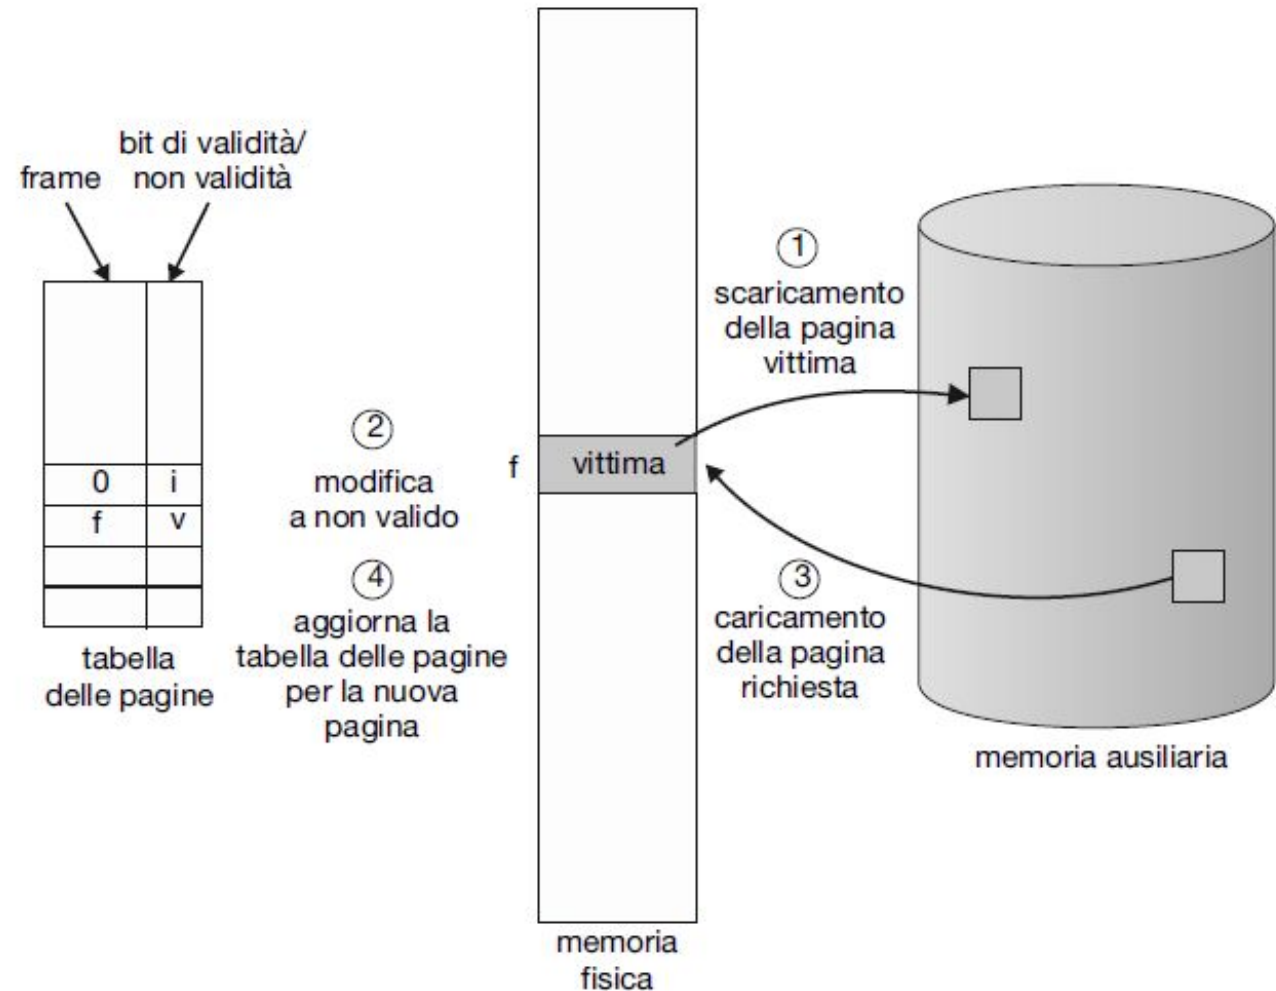 bit di validità/
frame non validità
0 i
f v
tabella
delle pagine
2
modifica
a non valido
4
aggiorna la
tabella delle pagine
per la nuova
pagina
f vittima
memoria
fisica
1
scaricamento
della pagina
vittima
3
caricamento
della pagina
richiesta
memoria ausiliaria